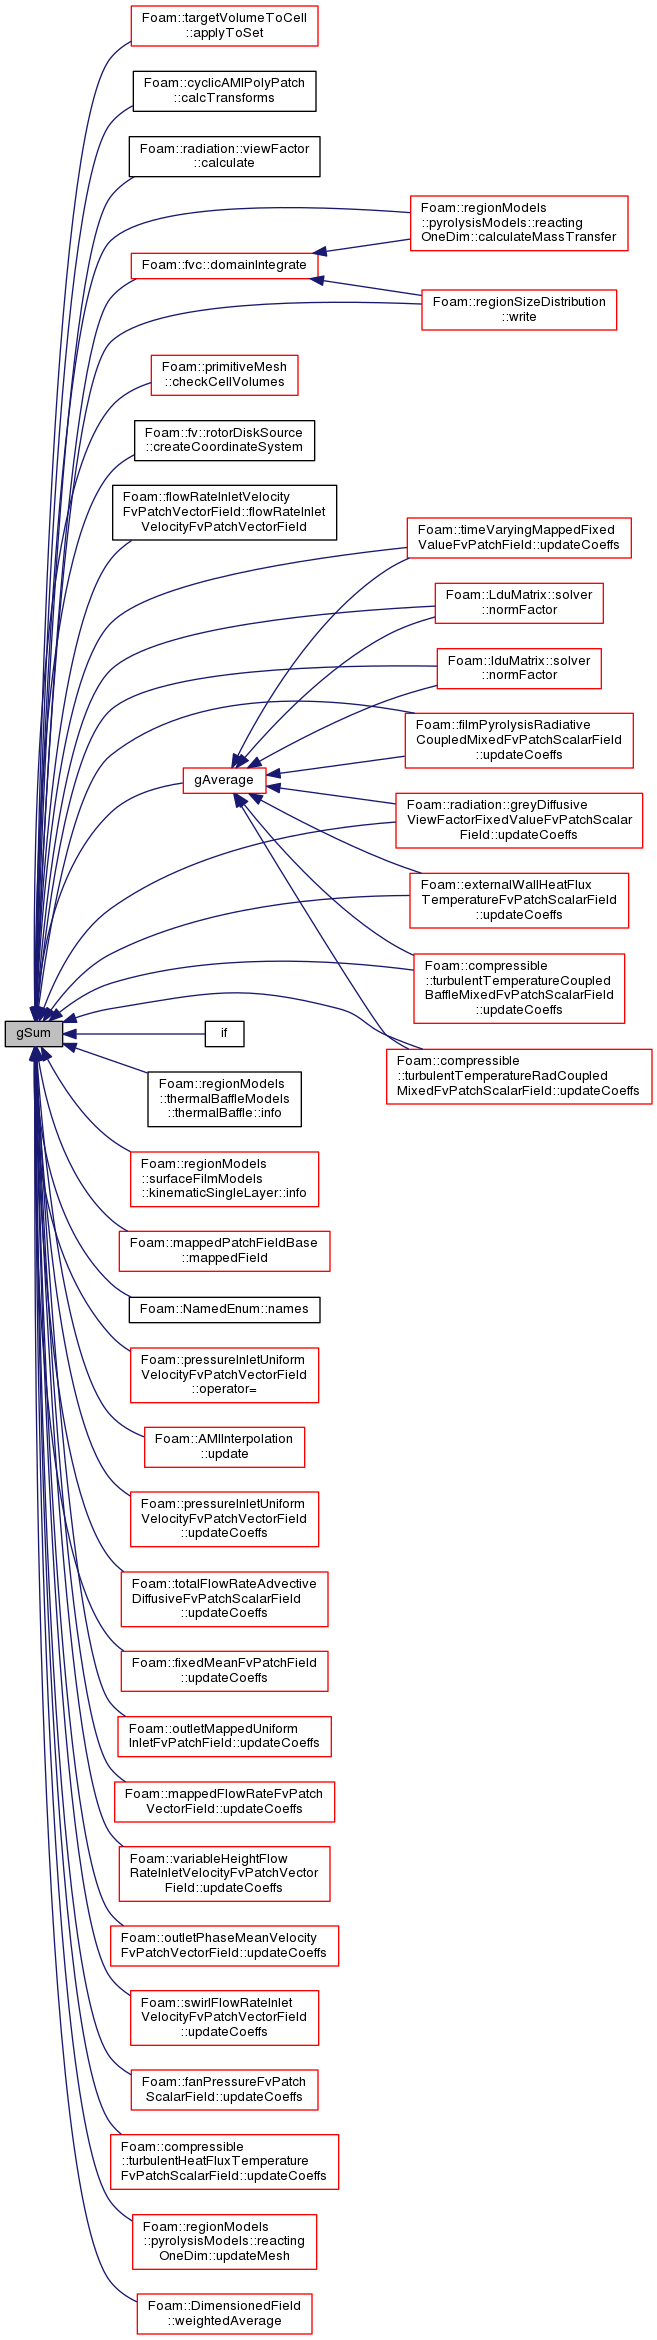 Foam::targetVolumeToCell
::applyToSet
Foam::cyclicAMIPolyPatch
::calcTransforms
Foam::radiation::viewFactor
::calculate
Foam::regionModels
::pyrolysisModels::reacting
OneDim::calculateMassTransfer
Foam::fvc::domainIntegrate
Foam::regionSizeDistribution
::write
Foam::primitiveMesh
::checkCellVolumes
Foam::fv::rotorDiskSource
::createCoordinateSystem
Foam::flowRateInletVelocity
FvPatchVectorField::flowRateInlet
VelocityFvPatchVectorField
Foam::timeVaryingMappedFixed
ValueFvPatchField::updateCoeffs
Foam::LduMatrix::solver
::normFactor
Foam::lduMatrix::solver
::normFactor
Foam::filmPyrolysisRadiative
CoupledMixedFvPatchScalarField
::updateCoeffs
gAverage
Foam::radiation::greyDiffusive
ViewFactorFixedValueFvPatchScalar
Field::updateCoeffs
Foam::externalWallHeatFlux
TemperatureFvPatchScalarField
::updateCoeffs
Foam::compressible
::turbulentTemperatureCoupled
BaffleMixedFvPatchScalarField
::updateCoeffs
gSum
if
Foam::compressible
::turbulentTemperatureRadCoupled
MixedFvPatchScalarField::updateCoeffs
Foam::regionModels
::thermalBaffleModels
::thermalBaffle::info
Foam::regionModels
::surfaceFilmModels
::kinematicSingleLayer::info
Foam::mappedPatchFieldBase
::mappedField
Foam::NamedEnum::names
Foam::pressureInletUniform
VelocityFvPatchVectorField
::operator=
Foam::AMIInterpolation
::update
Foam::pressureInletUniform
VelocityFvPatchVectorField
::updateCoeffs
Foam::totalFlowRateAdvective
DiffusiveFvPatchScalarField
::updateCoeffs
Foam::fixedMeanFvPatchField
::updateCoeffs
Foam::outletMappedUniform
InletFvPatchField::updateCoeffs
Foam::mappedFlowRateFvPatch
VectorField::updateCoeffs
Foam::variableHeightFlow
RateInletVelocityFvPatchVector
Field::updateCoeffs
Foam::outletPhaseMeanVelocity
FvPatchVectorField::updateCoeffs
Foam::swirlFlowRateInlet
VelocityFvPatchVectorField
::updateCoeffs
Foam::fanPressureFvPatch
ScalarField::updateCoeffs
Foam::compressible
::turbulentHeatFluxTemperature
FvPatchScalarField::updateCoeffs
Foam::regionModels
::pyrolysisModels::reacting
OneDim::updateMesh
Foam::DimensionedField
::weightedAverage